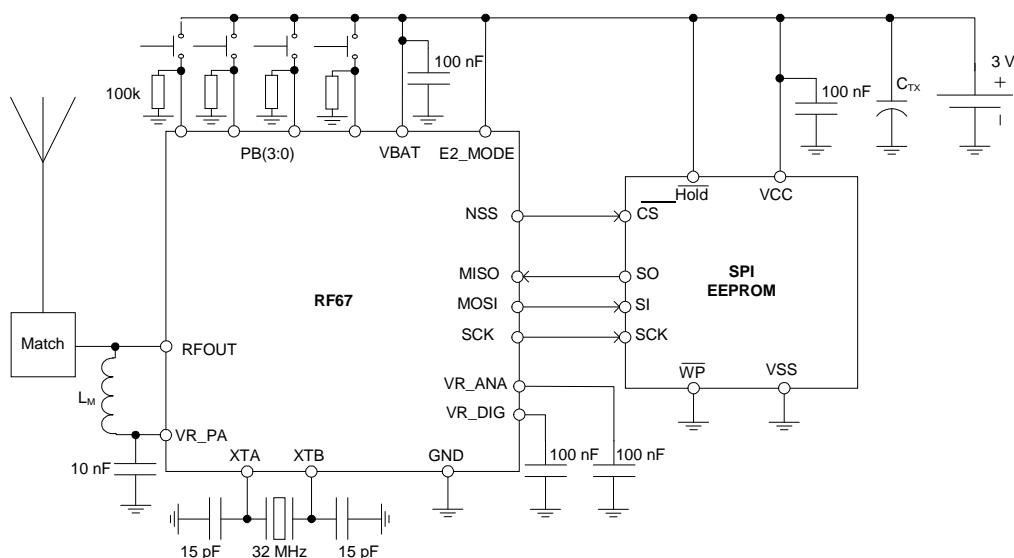 100 nF
3 V
+
100k
100 nF
CTX
PB(3:0)
VBAT
E2_MODE
Hold
VCC
NSS
CS
MISO
SO
SPI
EEPROM
RF67
MOSI
SI
SCK
SCK
Match
RFOUT
WP
VSS
VR_ANA
LM
VR_DIG
VR_PA
XTA
XTB
GND
10 nF
100 nF
100 nF
15 pF
32 MHz
15 pF